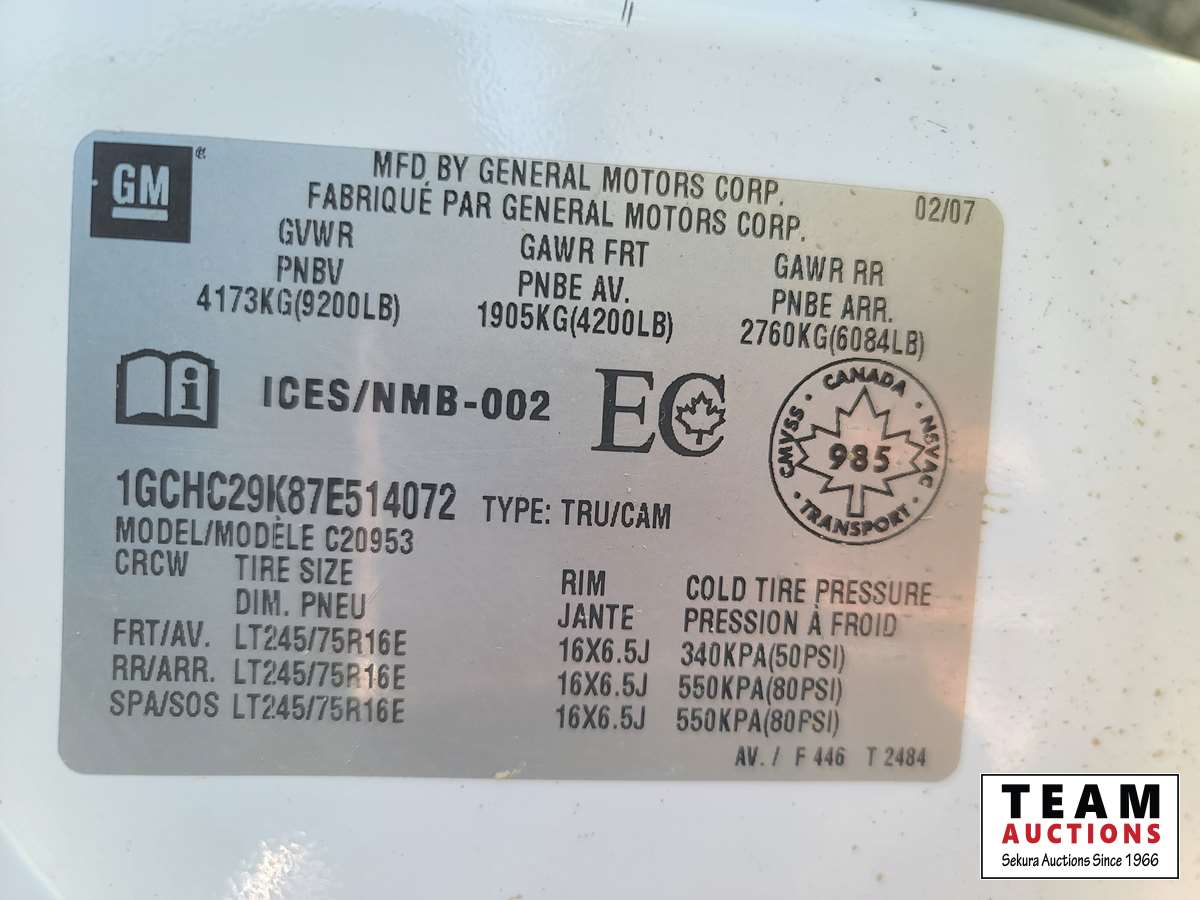 GM
MFD BY GENERAL MOTORS CORP.
FABRIQUÉ PAR GENERAL MOTORS CORP.
02/07
GVWR
PNBV
4173KG(9200LB)
GAWR FRT
PNBE AV.
1905KG(4200LB)
GAWR RR
PNBE ARR.
2760KG(6084LB)
i ICES/NMB-002 EC
CANADA
CMVSS · NSVAC
985
TRANSPORT
1GCHC29K87E514072 TYPE: TRU/CAM
MODEL/MODÈLE C20953
CRCW TIRE SIZE RIM COLD TIRE PRESSURE
DIM. PNEU JANTE PRESSION À FROID
FRT/AV. LT245/75R16E 16X6.5J 340KPA(50PSI)
RR/ARR. LT245/75R16E 16X6.5J 550KPA(80PSI)
SPA/SOS LT245/75R16E 16X6.5J 550KPA(80PSI)
AV. / F 446 T 2484
TEAM
AUCTIONS
Sekura Auctions Since 1966